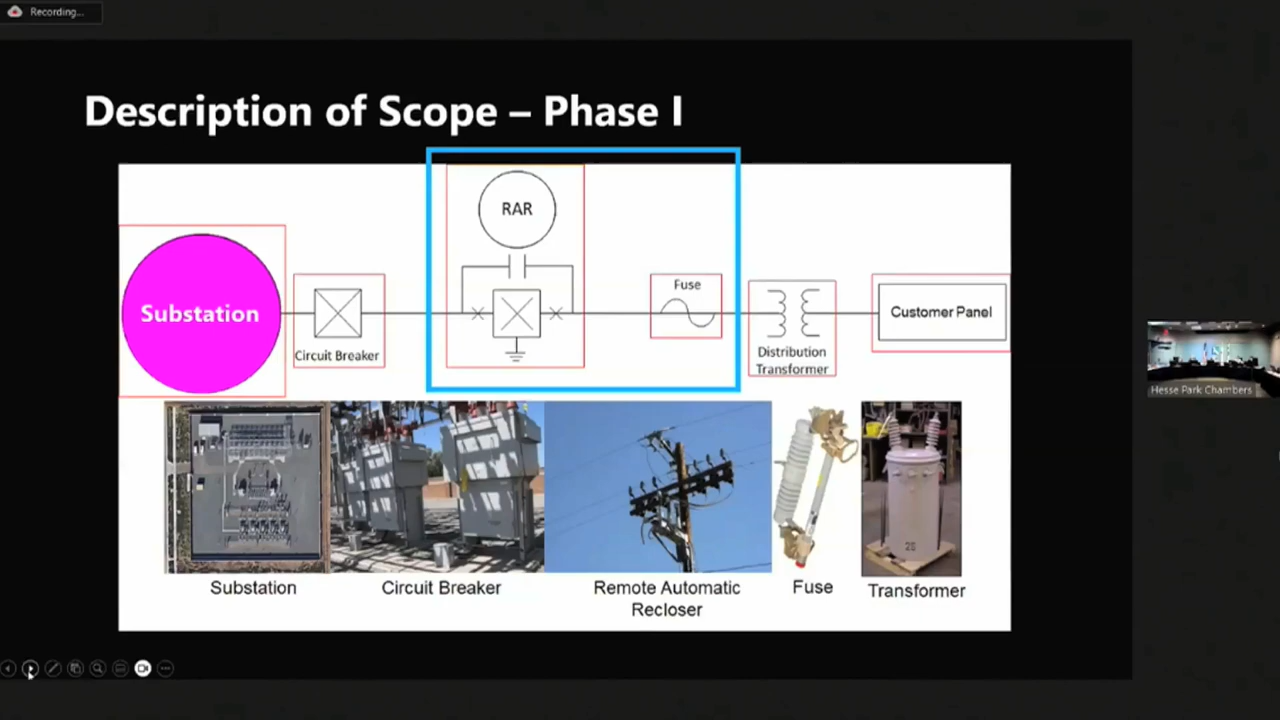 Recording...
Description of Scope – Phase I
RAR
Fuse
Substation
Customer Panel
Circuit Breaker
Distribution
Transformer
Hesse Park Chambers
25
Substation
Circuit Breaker
Remote Automatic
Recloser
Fuse
Transformer